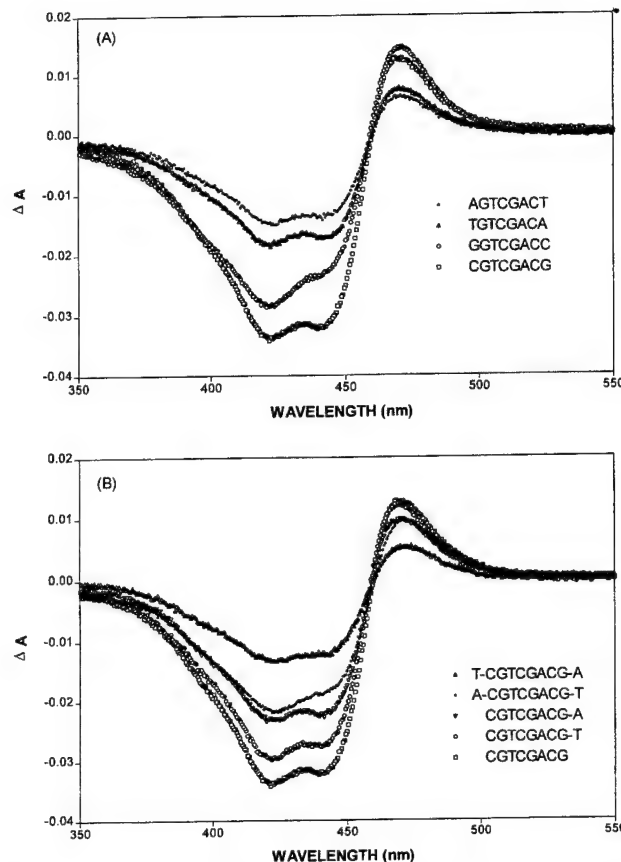 (A)
0.02
0.01
0.00
-0.01
-0.02
-0.03
-0.04
Δ A
AGTCGACT
TGTCGACA
GGTCGACC
CGTCGACG
350 400 450 500 550
WAVELENGTH (nm)
(B)
0.02
0.01
0.00
-0.01
-0.02
-0.03
-0.04
Δ A
T-CGTCGACG-A
A-CGTCGACG-T
CGTCGACG-A
CGTCGACG-T
CGTCGACG
350 400 450 500 550
WAVELENGTH (nm)